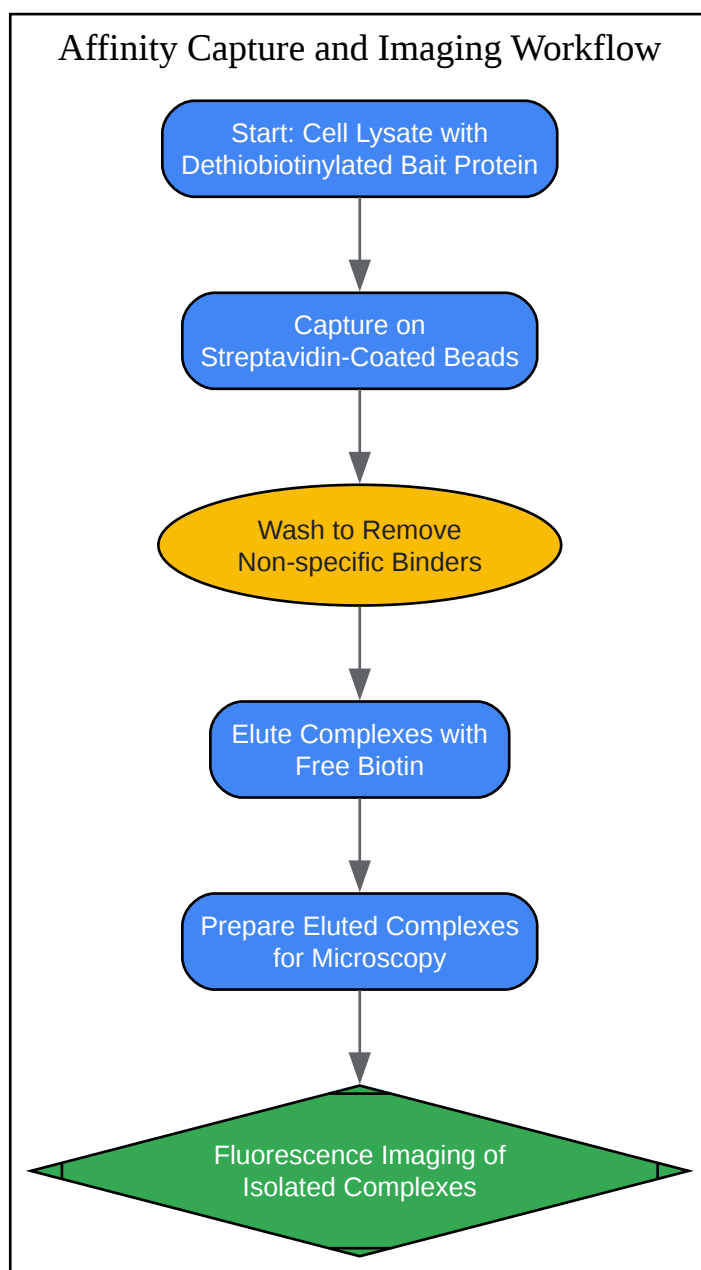 Affinity Capture and Imaging Workflow
Start: Cell Lysate with
Dethiobiotinylated Bait Protein
Capture on
Streptavidin-Coated Beads
Wash to Remove
Non-specific Binders
Elute Complexes with
Free Biotin
Prepare Eluted Complexes
for Microscopy
Fluorescence Imaging of
Isolated Complexes